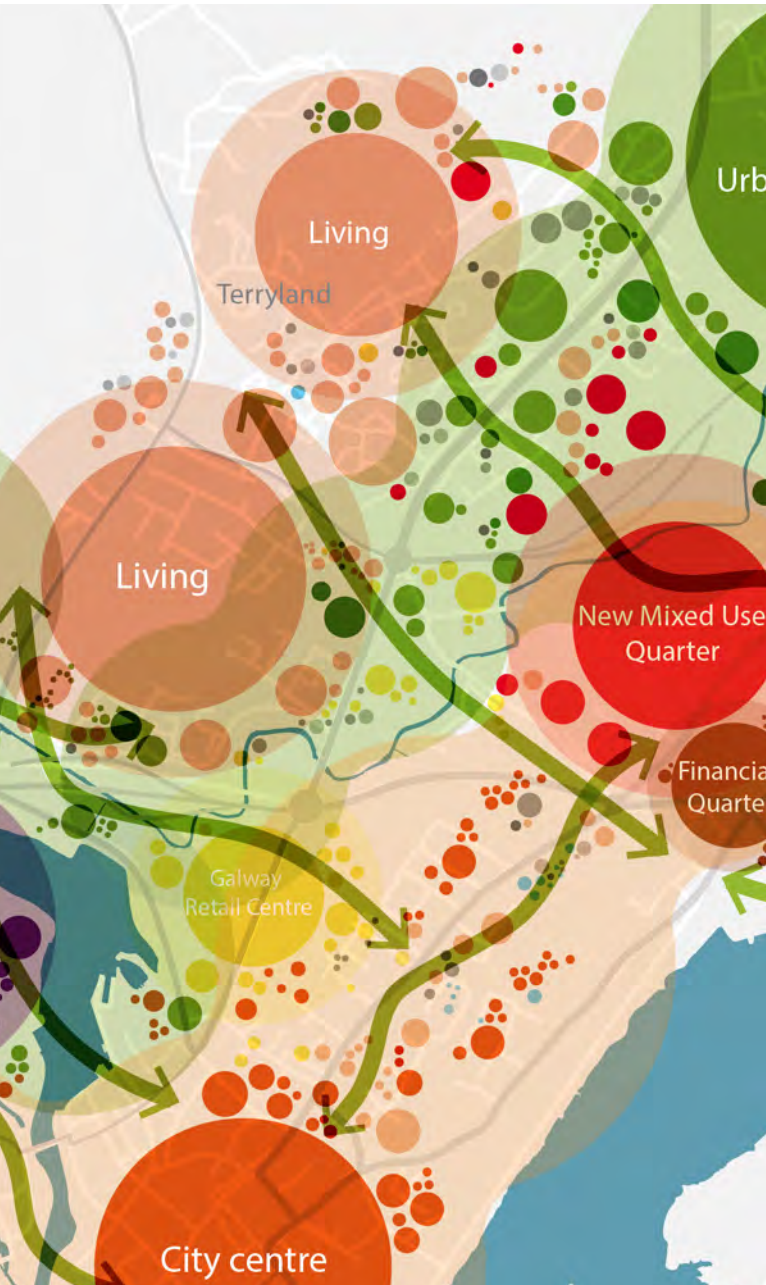 Urb
Living
Terryland
Living
New Mixed Use
Quarter
Financia
Quarte
Galway
Retail Centre
City centre